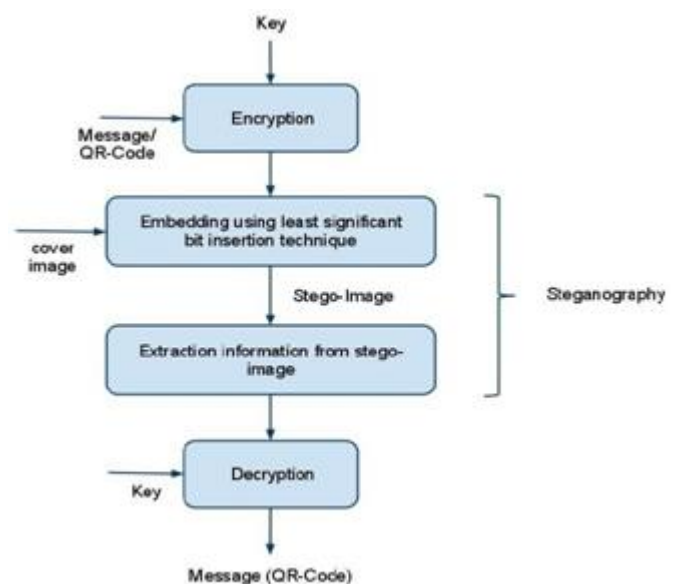 Key
Encryption
Message/
QR-Code
Embedding using least significant
bit insertion technique
cover
image
Stego-Image
Steganography
Extraction information from stego-
image
Decryption
Key
Message (QR-Code)